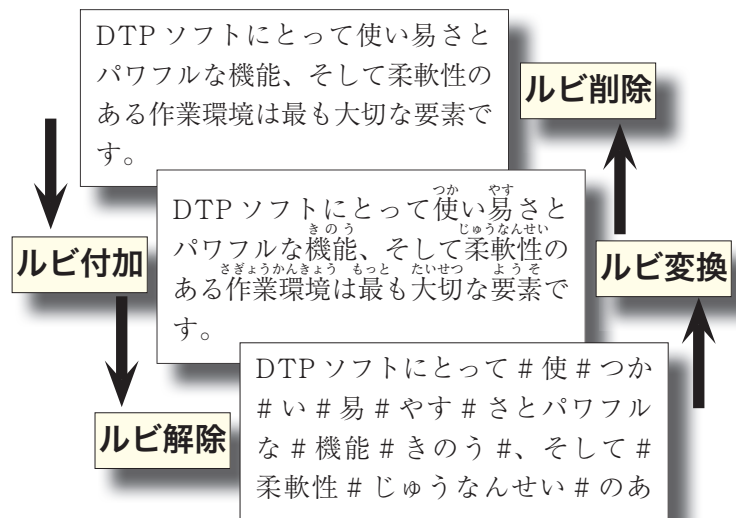 DTP ソフトにとって使い易さと
パワフルな機能、そして柔軟性の
ある作業環境は最も大切な要素で
す。
ルビ削除
つか やす
DTP ソフトにとって使い易さと
きのう じゅうなんせい
パワフルな機能、そして柔軟性の
さぎょうかんきょう もっと たいせつ ようそ
ある作業環境は最も大切な要素で
す。
ルビ付加
ルビ変換
DTP ソフトにとって # 使 # つか
# い # 易 # やす # さとパワフル
な # 機能 # きのう #、そして #
柔軟性 # じゅうなんせい # のあ
ルビ解除